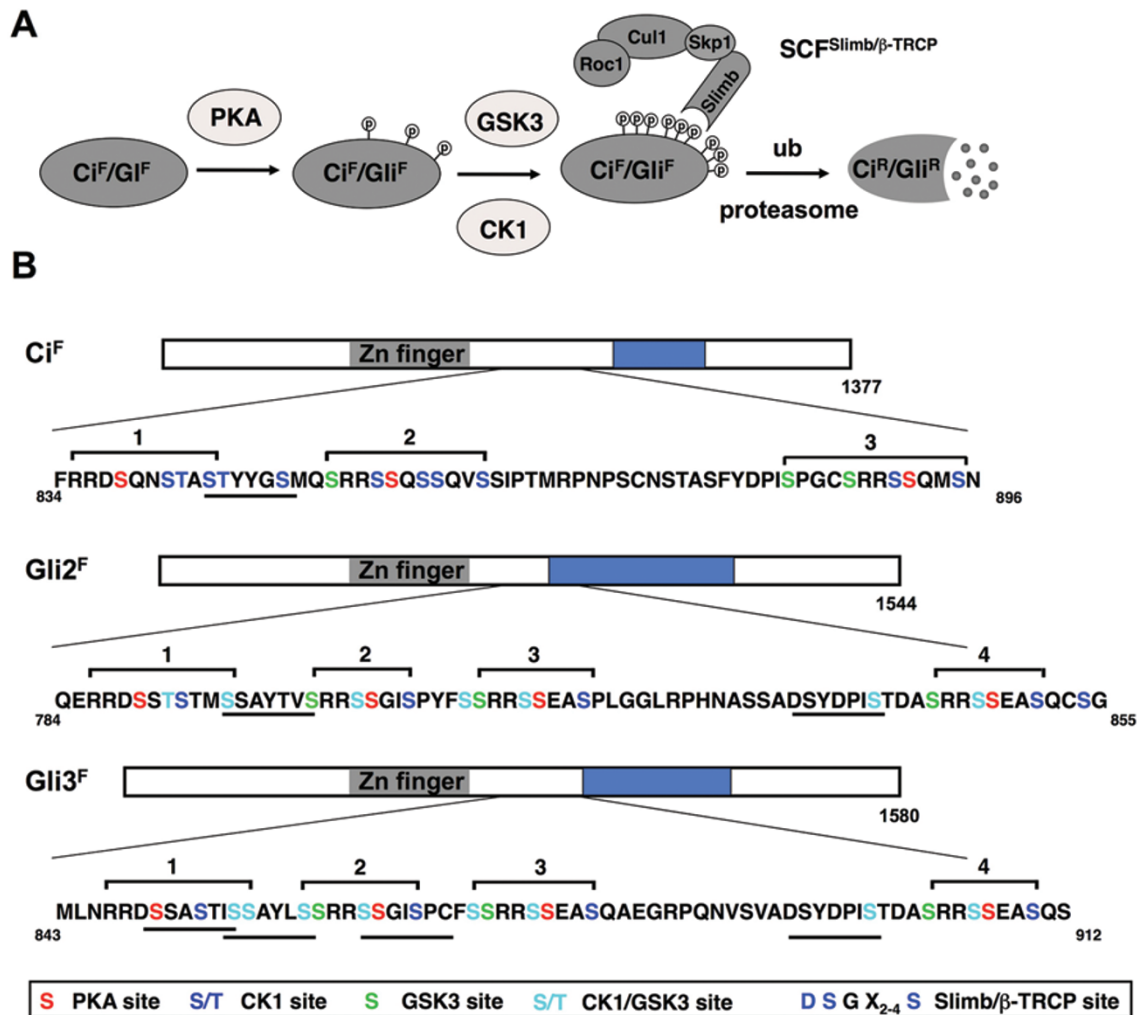 A
Cul1
Skp1
SCF^Slimb/β-TRCP
Roc1
Slimb
PKA
GSK3
p p p
p p p p p p p p p
Ci^F/Gl^F
Ci^F/Gli^F
Ci^F/Gli^F
ub
Ci^R/Gli^R
CK1
proteasome
B
Ci^F
Zn finger
1377
1 2 3
FRRDSQNSTASTYYGSMQSRRSSQSSQVSSIPTMRPNPSCNSTASFYDPISPGCSRRSSQMSN
834 896
Gli2^F
Zn finger
1544
1 2 3 4
QERRDSSTSTMSSAYTVSRRSSGISPYFSSRRSSEASPLGGLRPHNASSADSYDPISTDASRRSSEASQCSG
784 855
Gli3^F
Zn finger
1580
1 2 3 4
MLNRRDSSASTISSAYLSSRRSSGISPCFSSRRSSEASQAEGRPQNVSVADSYDPISTDASRRSSEASQS
843 912
S PKA site S/T CK1 site S GSK3 site S/T CK1/GSK3 site D S G X₂₋₄ S Slimb/β-TRCP site